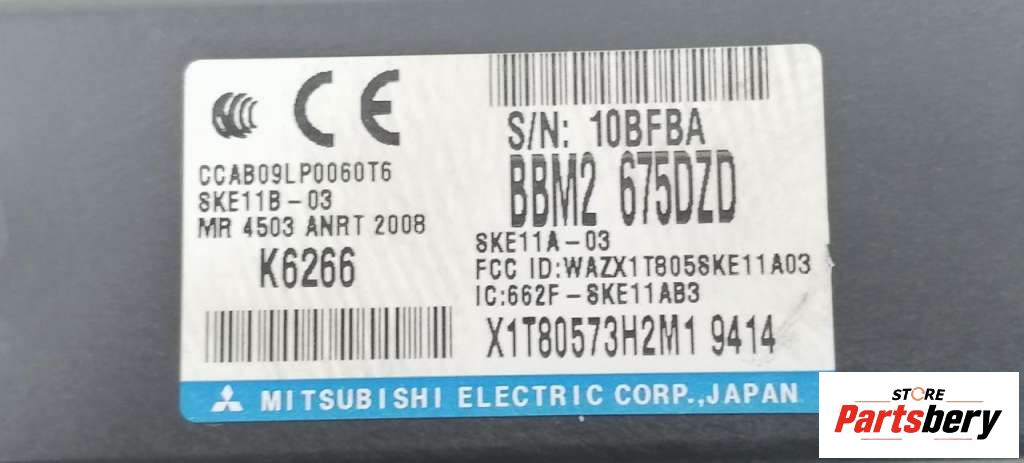 CE
CCAB09LP0060T6
SKE11B-03
MR 4503 ANRT 2008
K6266
S/N: 10BFBA
BBM2 675DZD
SKE11A-03
FCC ID:WAZX1T805SKE11A03
IC:662F-SKE11AB3
X1T80573H2M1 9414
MITSUBISHI ELECTRIC CORP.,JAPAN
STORE
Partsbery